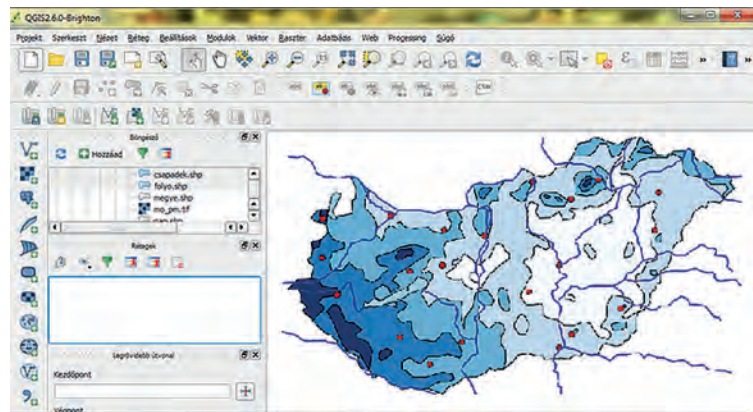 QGIS2.6.0-Brighton
Projekt Szerkeszt Nézet Réteg Beállítások Modulok Vektor Raszter Adatbázis Web Processing Súgó
Böngésző
Hozzáad
csapadek.shp
folyo.shp
megye.shp
mo_pm.tif
Rétegek
Legrövidebb útvonal
Kezdőpont
Végpont